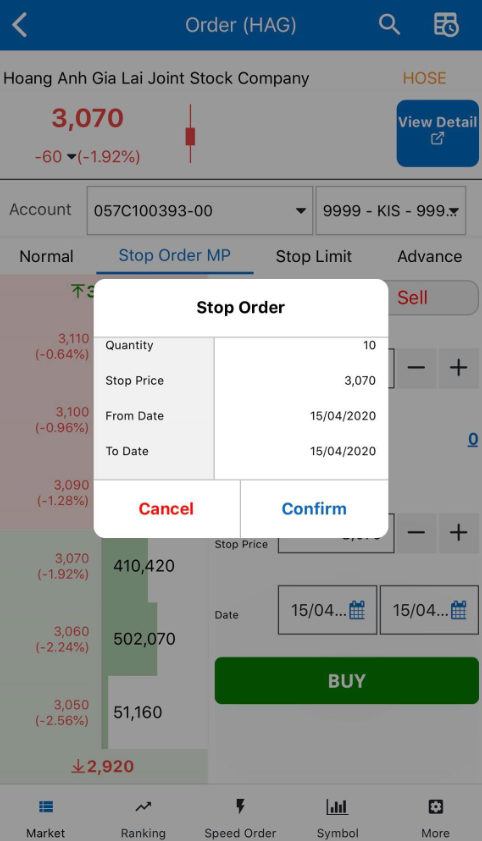 Order (HAG)
Hoang Anh Gia Lai Joint Stock Company HOSE
3,070
-60 (-1.92%)
View Detail
Account 057C100393-00 9999 - KIS - 999...
Normal Stop Order MP Stop Limit Advance
Sell
3,110
(-0.64%)
3,100
(-0.96%)
3,090
(-1.28%)
0
Stop Order
Quantity 10
Stop Price 3,070
From Date 15/04/2020
To Date 15/04/2020
Cancel Confirm
3,070
(-1.92%)
410,420
Stop Price
3,060
(-2.24%)
502,070
Date 15/04... 15/04...
BUY
3,050
(-2.56%)
51,160
2,920
Market Ranking Speed Order Symbol More